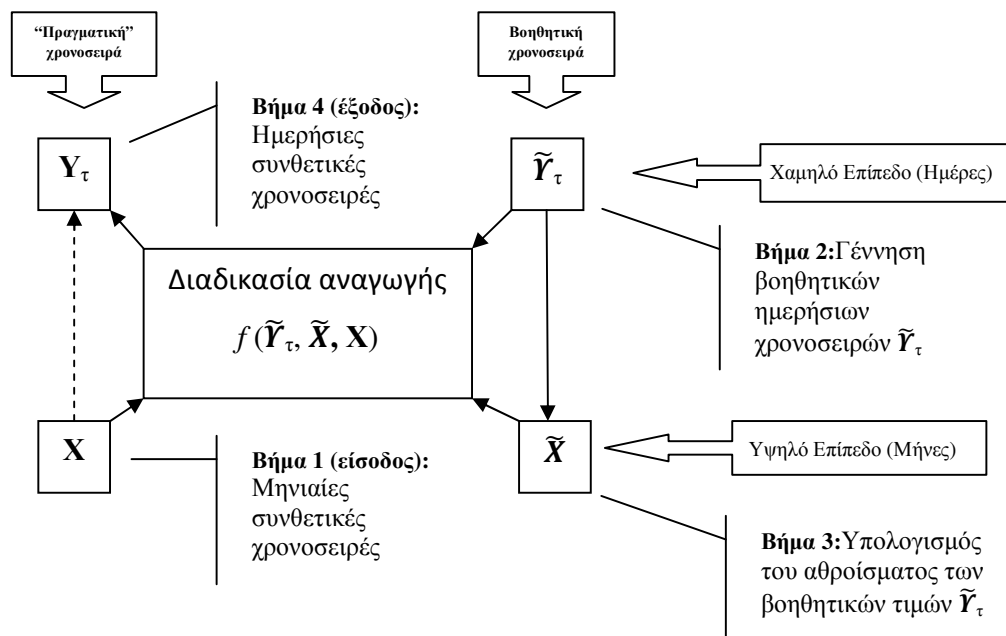 “Πραγματική”
χρονοσειρά
Βοηθητική
χρονοσειρά
Βήμα 4 (έξοδος):
Ημερήσιες
συνθετικές
χρονοσειρές
Yτ
Ỹτ
Χαμηλό Επίπεδο (Ημέρες)
Διαδικασία αναγωγής
f (Ỹτ, X̃, X)
Βήμα 2:Γέννηση
βοηθητικών
ημερήσιων
χρονοσειρών Ỹτ
X
Βήμα 1 (είσοδος):
Μηνιαίες
συνθετικές
χρονοσειρές
X̃
Υψηλό Επίπεδο (Μήνες)
Βήμα 3:Υπολογισμός
του αθροίσματος των
βοηθητικών τιμών Ỹτ